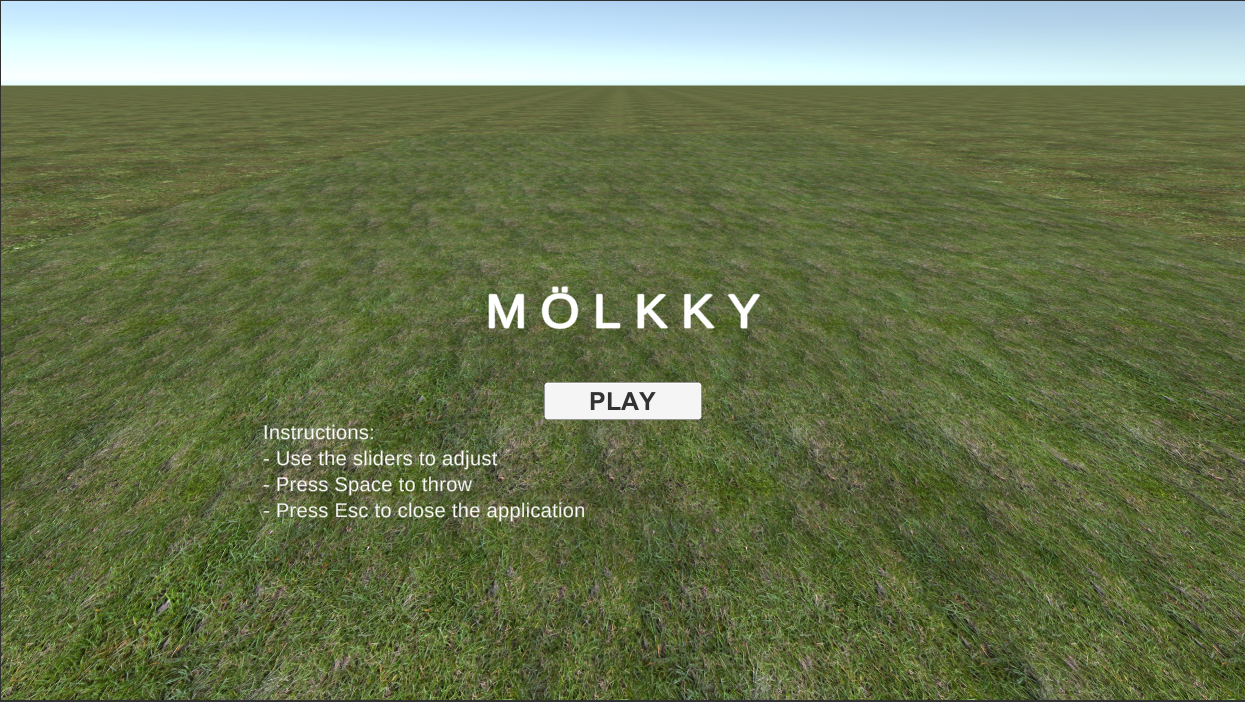 MÖLKKY
PLAY
Instructions:
- Use the sliders to adjust
- Press Space to throw
- Press Esc to close the application